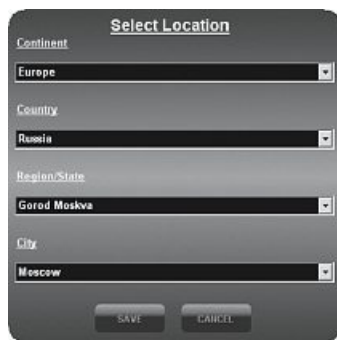 Select Location
Continent
Europe
Country
Russia
Region/State
Gorod Moskva
City
Moscow
SAVE CANCEL